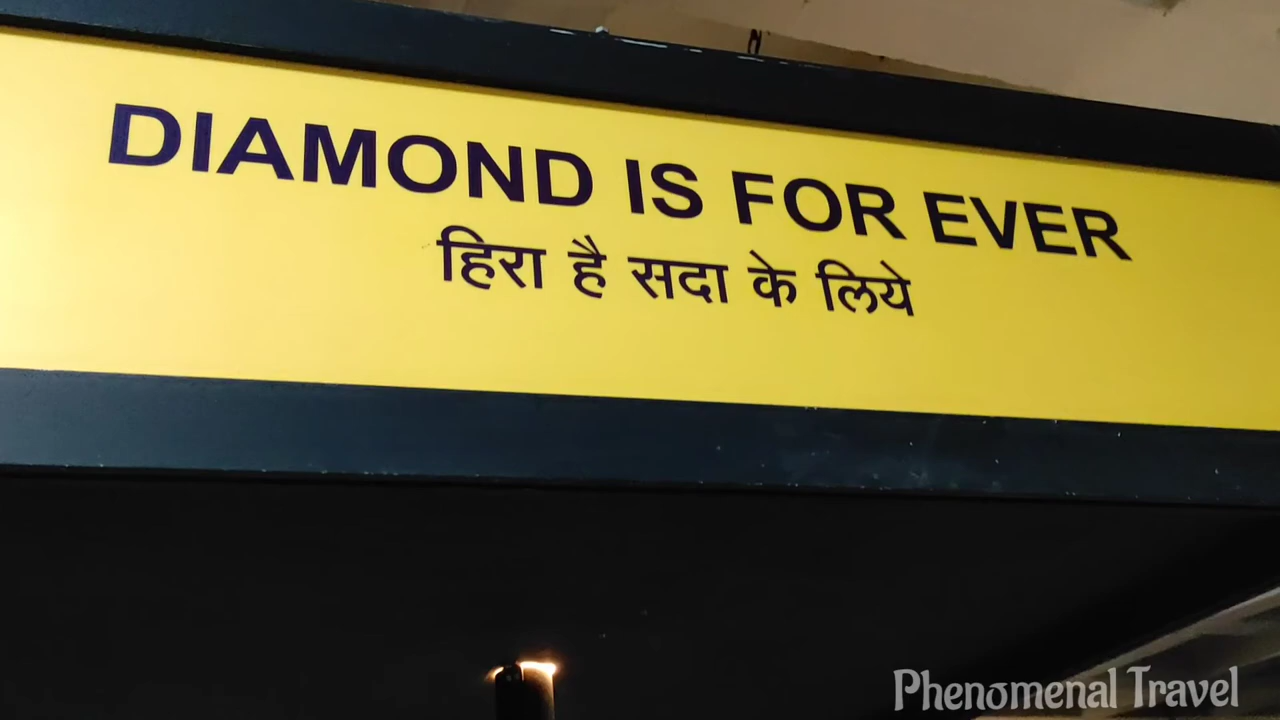 DIAMOND IS FOR EVER
हिरा है सदा के लिये
Phenomenal Travel